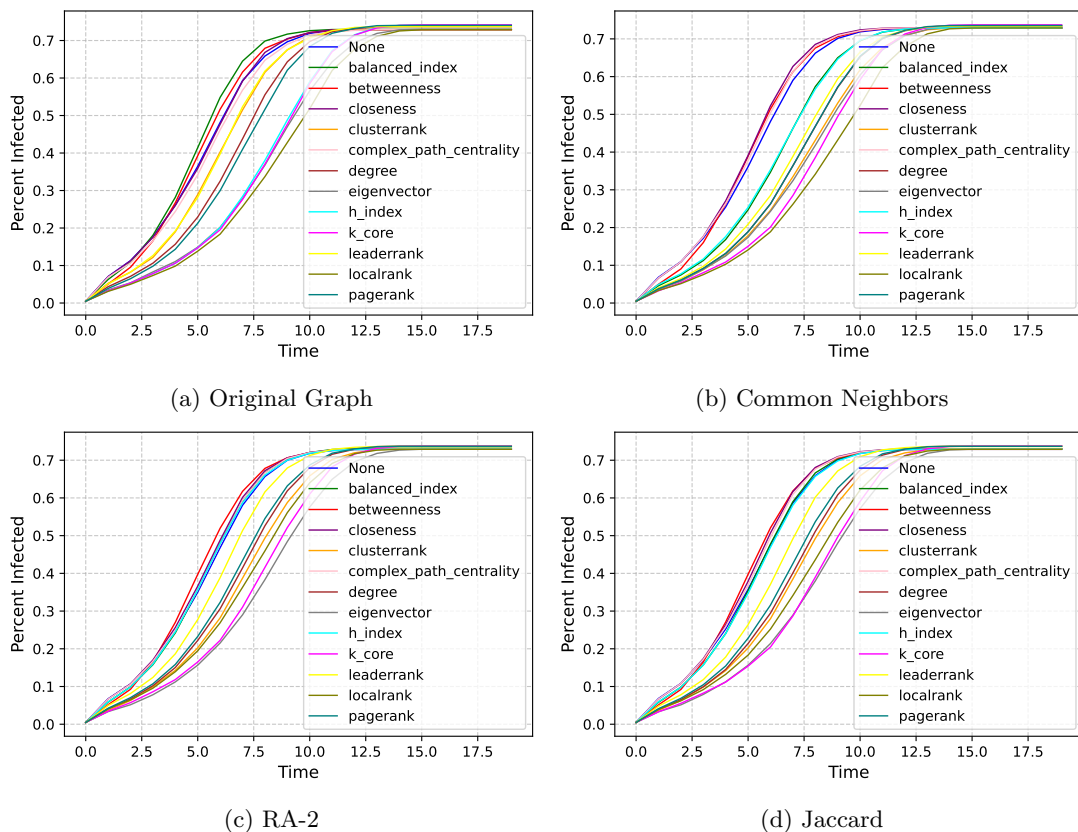 Percent Infected
0.7
0.6
0.5
0.4
0.3
0.2
0.1
0.0
None
balanced_index
betweenness
closeness
clusterrank
complex_path_centrality
degree
eigenvector
h_index
k_core
leaderrank
localrank
pagerank
0.0 2.5 5.0 7.5 10.0 12.5 15.0 17.5
Time
(a) Original Graph
Percent Infected
0.7
0.6
0.5
0.4
0.3
0.2
0.1
0.0
None
balanced_index
betweenness
closeness
clusterrank
complex_path_centrality
degree
eigenvector
h_index
k_core
leaderrank
localrank
pagerank
0.0 2.5 5.0 7.5 10.0 12.5 15.0 17.5
Time
(b) Common Neighbors
Percent Infected
0.7
0.6
0.5
0.4
0.3
0.2
0.1
0.0
None
balanced_index
betweenness
closeness
clusterrank
complex_path_centrality
degree
eigenvector
h_index
k_core
leaderrank
localrank
pagerank
0.0 2.5 5.0 7.5 10.0 12.5 15.0 17.5
Time
(c) RA-2
Percent Infected
0.7
0.6
0.5
0.4
0.3
0.2
0.1
0.0
None
balanced_index
betweenness
closeness
clusterrank
complex_path_centrality
degree
eigenvector
h_index
k_core
leaderrank
localrank
pagerank
0.0 2.5 5.0 7.5 10.0 12.5 15.0 17.5
Time
(d) Jaccard